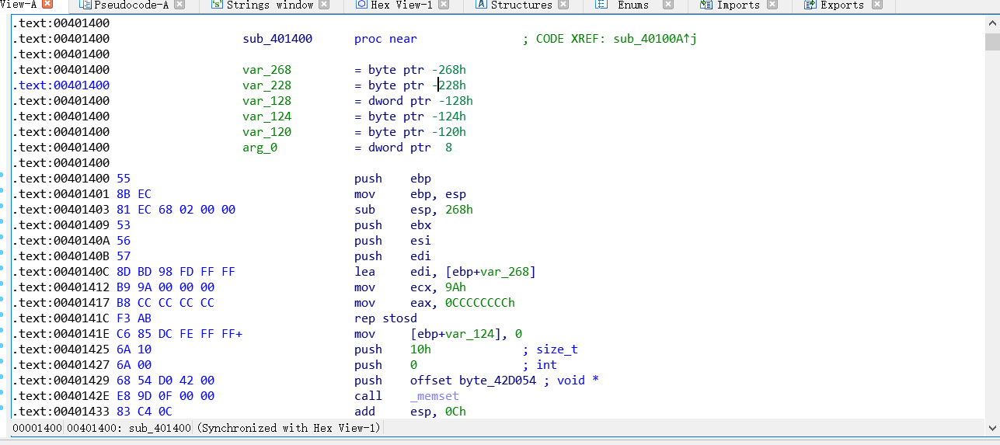 View-A Pseudocode-A Strings window Hex View-1 Structures Enums Imports Exports
.text:00401400
.text:00401400 sub_401400 proc near ; CODE XREF: sub_40100A↑j
.text:00401400
.text:00401400 var_268 = byte ptr -268h
.text:00401400 var_228 = byte ptr -228h
.text:00401400 var_128 = dword ptr -128h
.text:00401400 var_124 = byte ptr -124h
.text:00401400 var_120 = byte ptr -120h
.text:00401400 arg_0 = dword ptr 8
.text:00401400
.text:00401400 55 push ebp
.text:00401401 8B EC mov ebp, esp
.text:00401403 81 EC 68 02 00 00 sub esp, 268h
.text:00401409 53 push ebx
.text:0040140A 56 push esi
.text:0040140B 57 push edi
.text:0040140C 8D BD 98 FD FF FF lea edi, [ebp+var_268]
.text:00401412 B9 9A 00 00 00 mov ecx, 9Ah
.text:00401417 B8 CC CC CC CC mov eax, 0CCCCCCCCh
.text:0040141C F3 AB rep stosd
.text:0040141E C6 85 DC FE FF FF+ mov [ebp+var_124], 0
.text:00401425 6A 10 push 10h ; size_t
.text:00401427 6A 00 push 0 ; int
.text:00401429 68 54 D0 42 00 push offset byte_42D054 ; void *
.text:0040142E E8 9D 0F 00 00 call _memset
.text:00401433 83 C4 0C add esp, 0Ch
00001400 00401400: sub_401400 (Synchronized with Hex View-1)